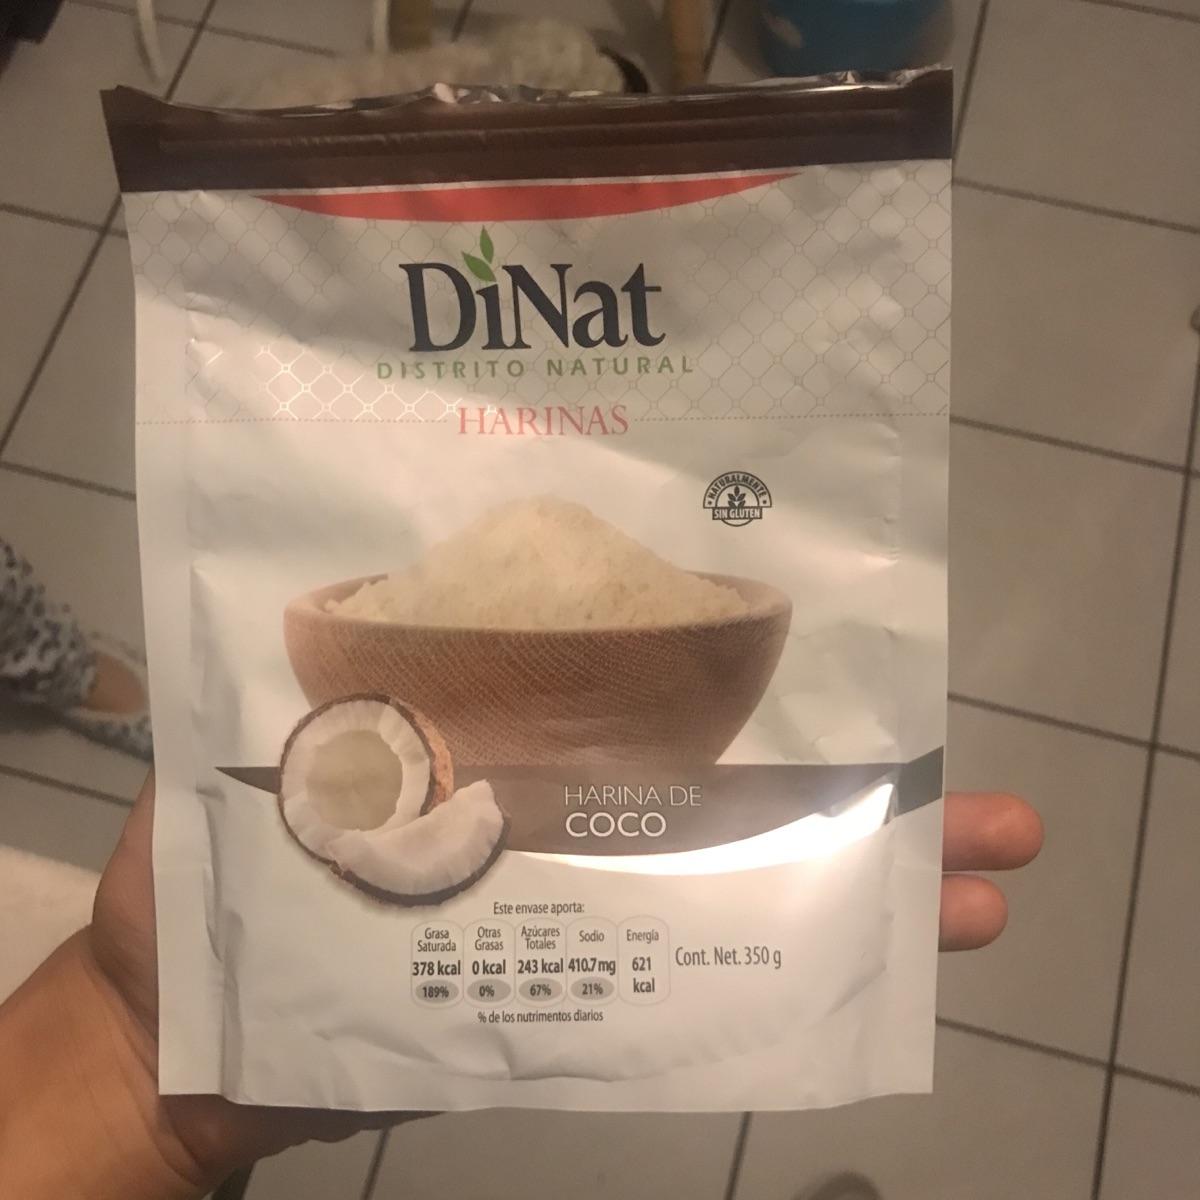 DiNat
DISTRITO NATURAL
HARINAS
NATURALMENTE
SIN GLUTEN
HARINA DE
COCO
Este envase aporta:
Grasa Saturada Otras Grasas Azúcares Totales Sodio Energía
378 kcal 0 kcal 243 kcal 410.7 mg 621 kcal
189% 0% 67% 21%
Cont. Net. 350 g
% de los nutrimentos diarios